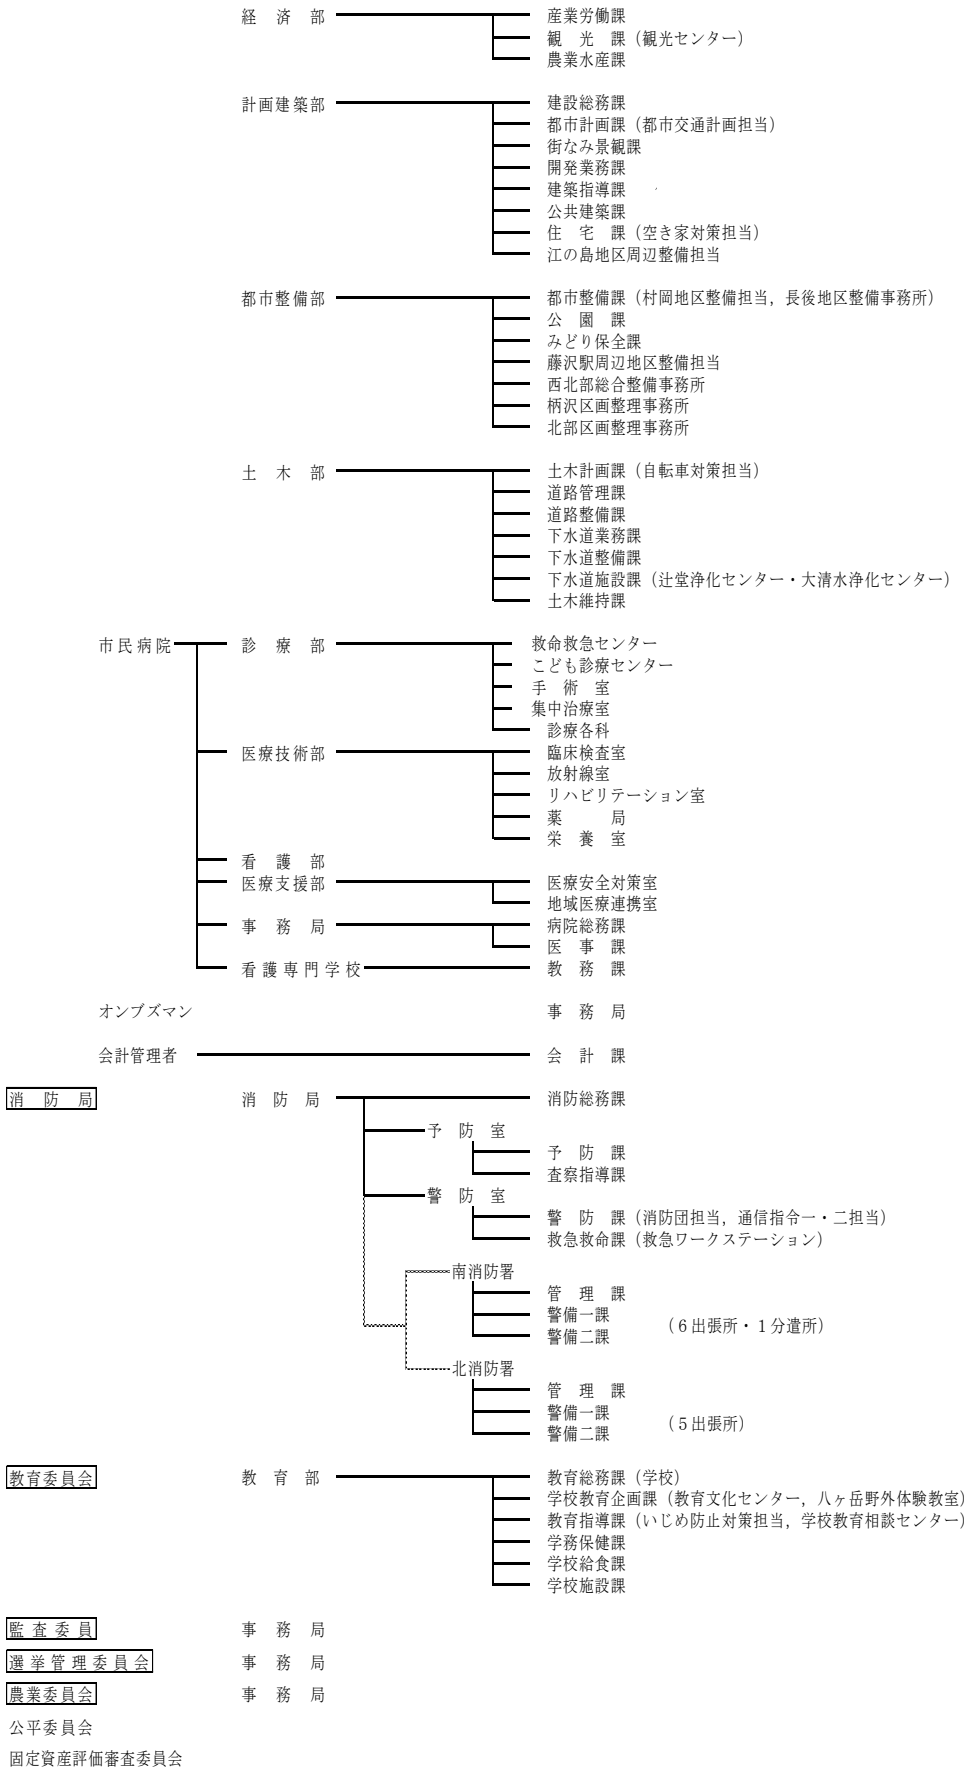 経　済　部　産業労働課
観　光　課（観光センター）
農業水産課
計画建築部　建設総務課
都市計画課（都市交通計画担当）
街なみ景観課
開発業務課
建築指導課
公共建築課
住　宅　課（空き家対策担当）
江の島地区周辺整備担当
都市整備部　都市整備課（村岡地区整備担当，長後地区整備事務所）
公　園　課
みどり保全課
藤沢駅周辺地区整備担当
西北部総合整備事務所
柄沢区画整理事務所
北部区画整理事務所
土　木　部　土木計画課（自転車対策担当）
道路管理課
道路整備課
下水道業務課
下水道整備課
下水道施設課（辻堂浄化センター・大清水浄化センター）
土木維持課
市民病院　診　療　部　救命救急センター
こども診療センター
手　術　室
集中治療室
診療各科
医療技術部　臨床検査室
放射線室
リハビリテーション室
薬　　　局
栄　養　室
看　護　部
医療支援部　医療安全対策室
地域医療連携室
事　務　局　病院総務課
医　事　課
看護専門学校　教　務　課
オンブズマン　事　務　局
会計管理者　会　計　課
消　防　局　消　防　局　消防総務課
予　防　室
予　防　課
査察指導課
警　防　室
警　防　課（消防団担当，通信指令一・二担当）
救急救命課（救急ワークステーション）
南消防署
管　理　課
警備一課
（６出張所・１分遣所）
警備二課
北消防署
管　理　課
警備一課
（５出張所）
警備二課
教育委員会　教　育　部　教育総務課（学校）
学校教育企画課（教育文化センター，八ヶ岳野外体験教室）
教育指導課（いじめ防止対策担当，学校教育相談センター）
学務保健課
学校給食課
学校施設課
監査委員　事　務　局
選挙管理委員会　事　務　局
農業委員会　事　務　局
公平委員会
固定資産評価審査委員会